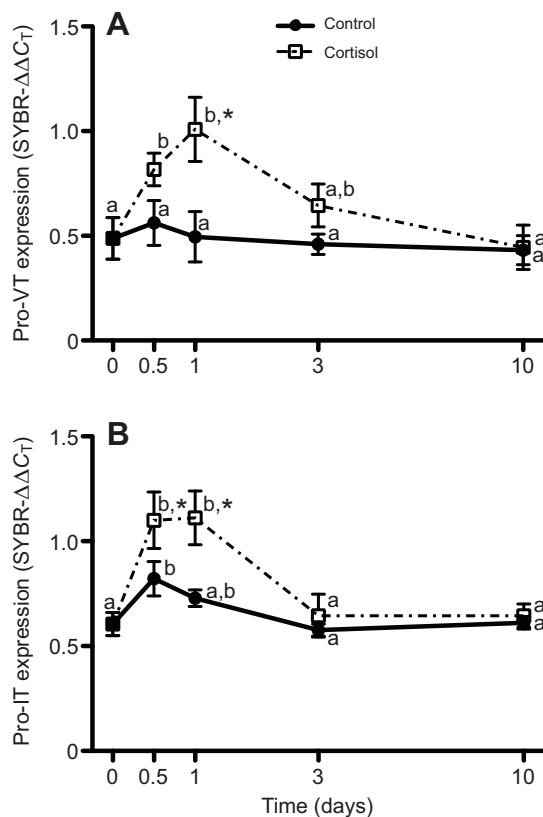 A
Control
Cortisol
Pro-VT expression (SYBR-ΔΔCT)
1.5
1.0
0.5
0
a
a
b
a
b,*
a
a,b
a
a
a
0
0.5
1
3
10
B
Pro-IT expression (SYBR-ΔΔCT)
1.5
1.0
0.5
0
a
b,*
b
b,*
a,b
a
a
a
a
0
0.5
1
3
10
Time (days)